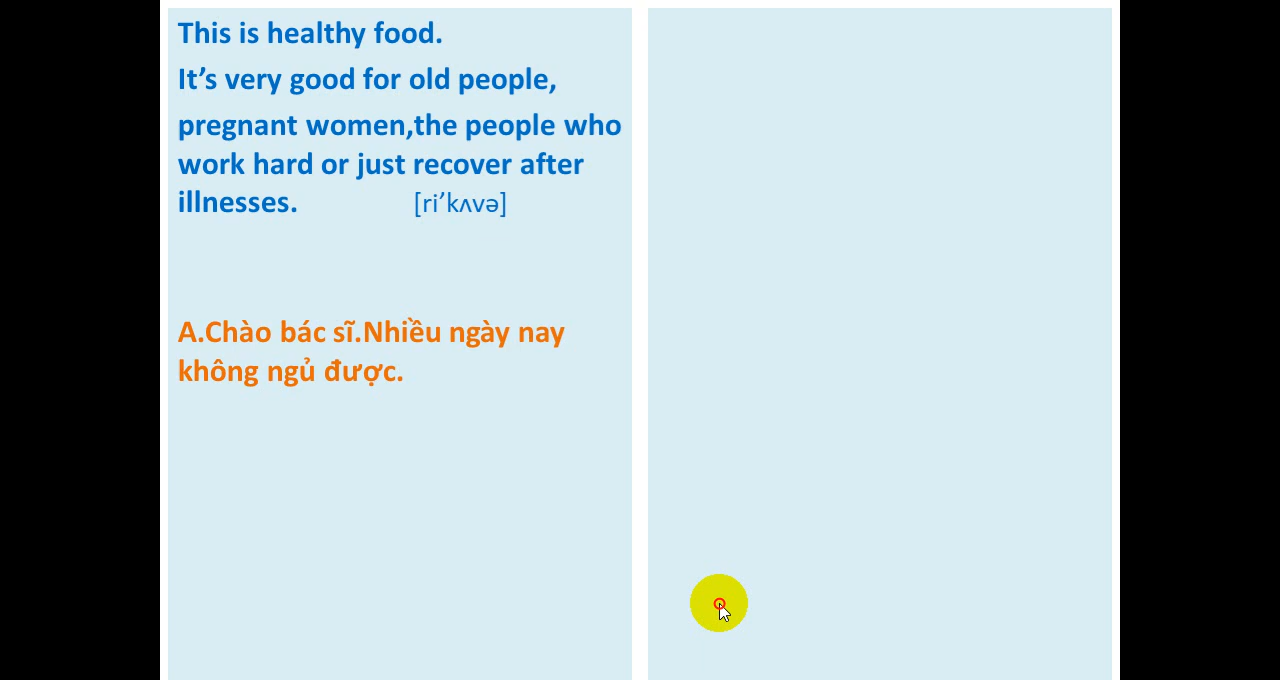 This is healthy food.
It’s very good for old people,
pregnant women,the people who
work hard or just recover after
illnesses. [ri’kʌvə]
A.Chào bác sĩ.Nhiều ngày nay
không ngủ được.